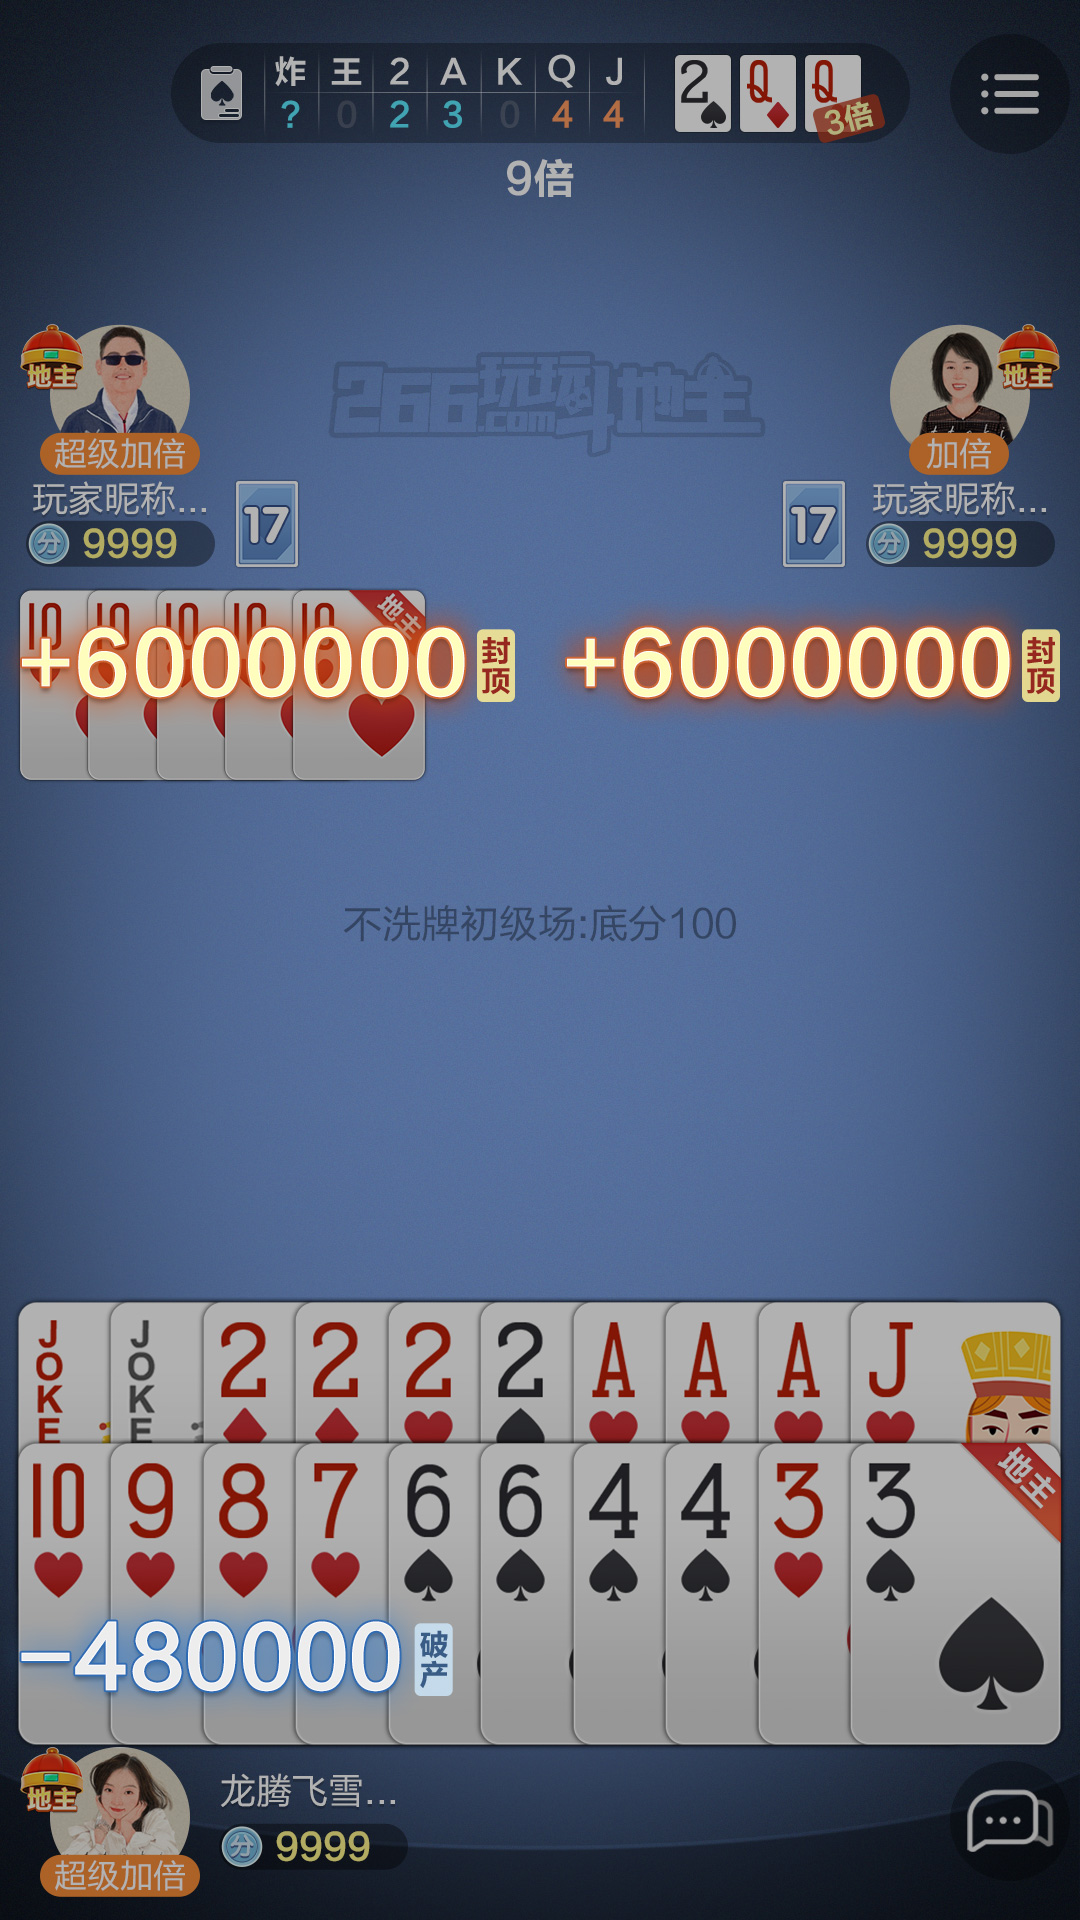 炸 王 2 A K Q J
? 0 2 3 0 4 4
2 Q Q
3倍
9倍
266玩玩斗地主
.com
地主
地主
超级加倍
加倍
玩家昵称...
17
17
玩家昵称...
分 9999
分 9999
10 10 10 10 10
地主
+6000000 封顶
+6000000 封顶
不洗牌初级场:底分100
JOKE JOKE 2 2 2 2 A A A J
10 9 8 7 6 6 4 4 3 3
地主
-480000 破产
地主
龙腾飞雪...
分 9999
超级加倍